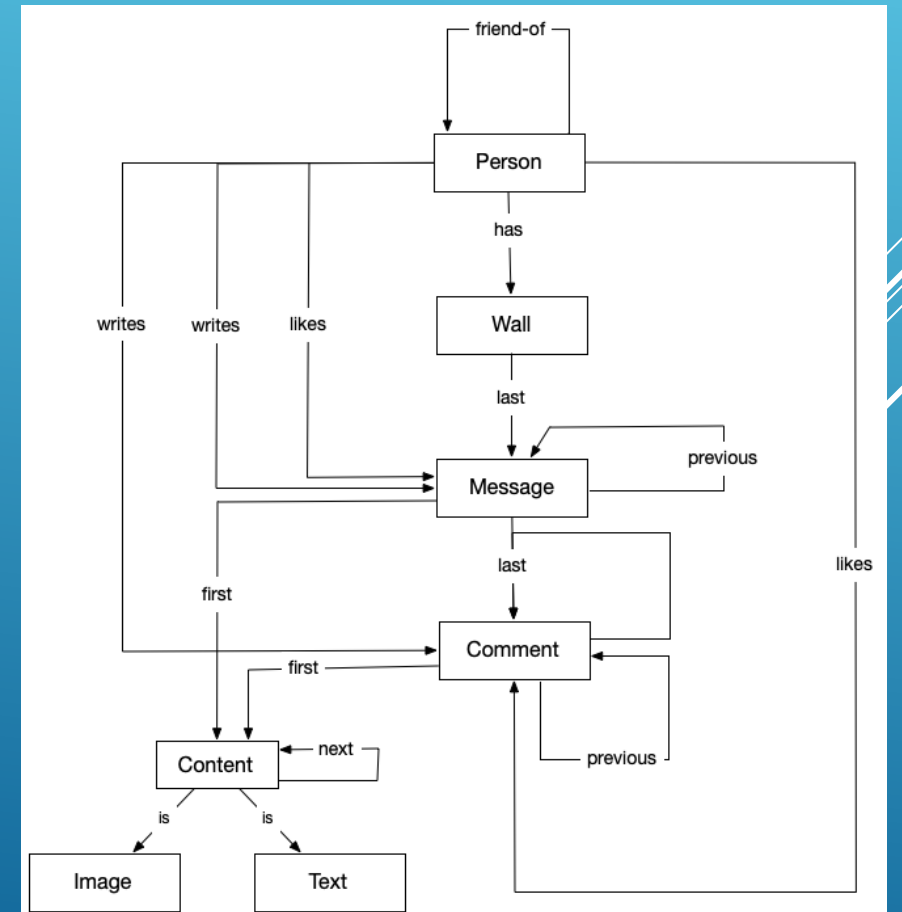 friend-of
Person
has
writes
writes
likes
Wall
last
previous
Message
last
likes
first
Comment
first
next
Content
previous
is
is
Image
Text